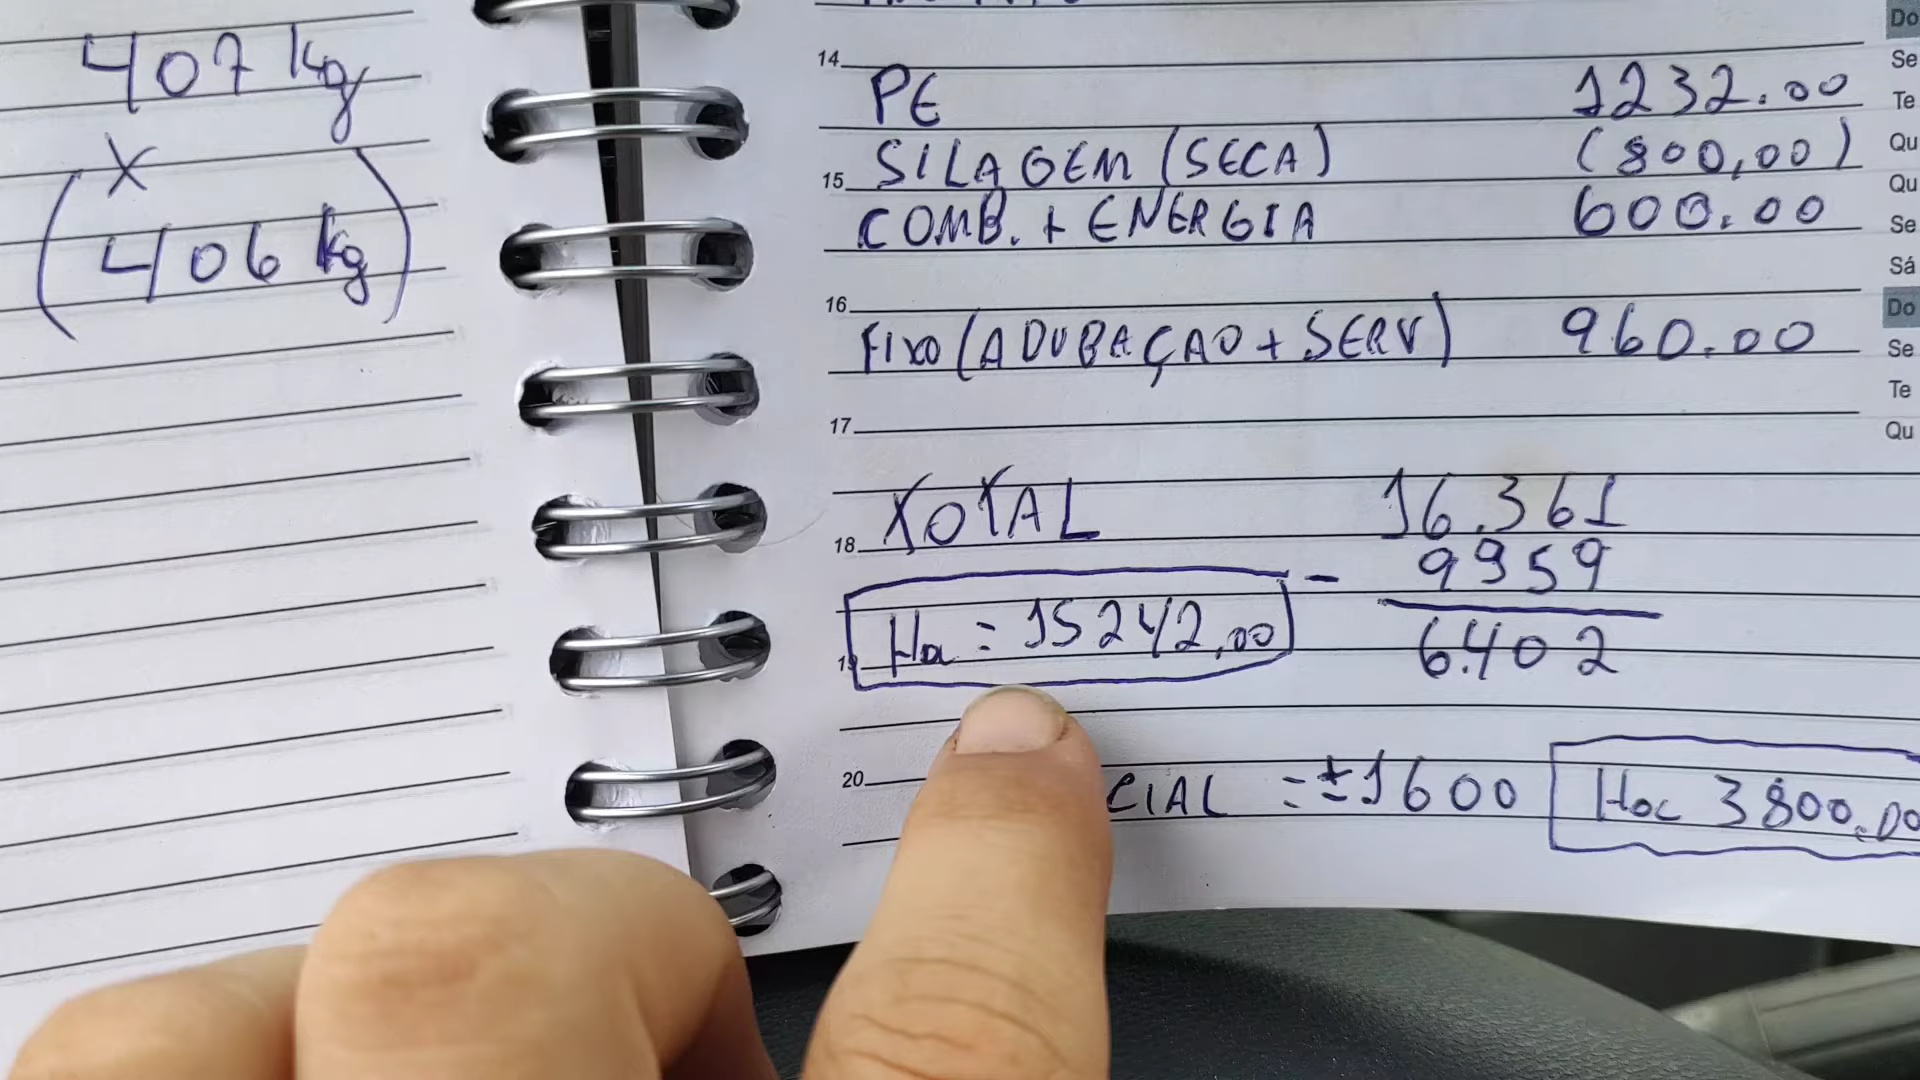 407 kg
X
(406 kg)
14
PE 1232.00
SILAGEM (SECA) (800,00)
15
COMB. + ENERGIA 600.00
16
FIXO (ADUBAÇAO + SERV) 960.00
17
TOTAL 16.361
18
- 9959
Ha = 15242,00
6.402
19
20
CIAL = ±1600
Ha 3800,00
Do
Se
Te
Qu
Qu
Se
Sá
Do
Se
Te
Qu